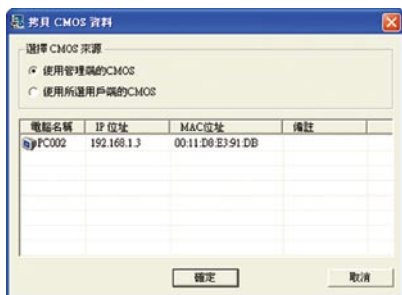 拷貝 CMOS 資料
選擇 CMOS 來源
使用管理端的CMOS
使用所選用戶端的CMOS
電腦名稱 IP 位址 MAC位址 備註
PC002 192.168.1.3 00:11:D8:E3:91:DB
確定 取消